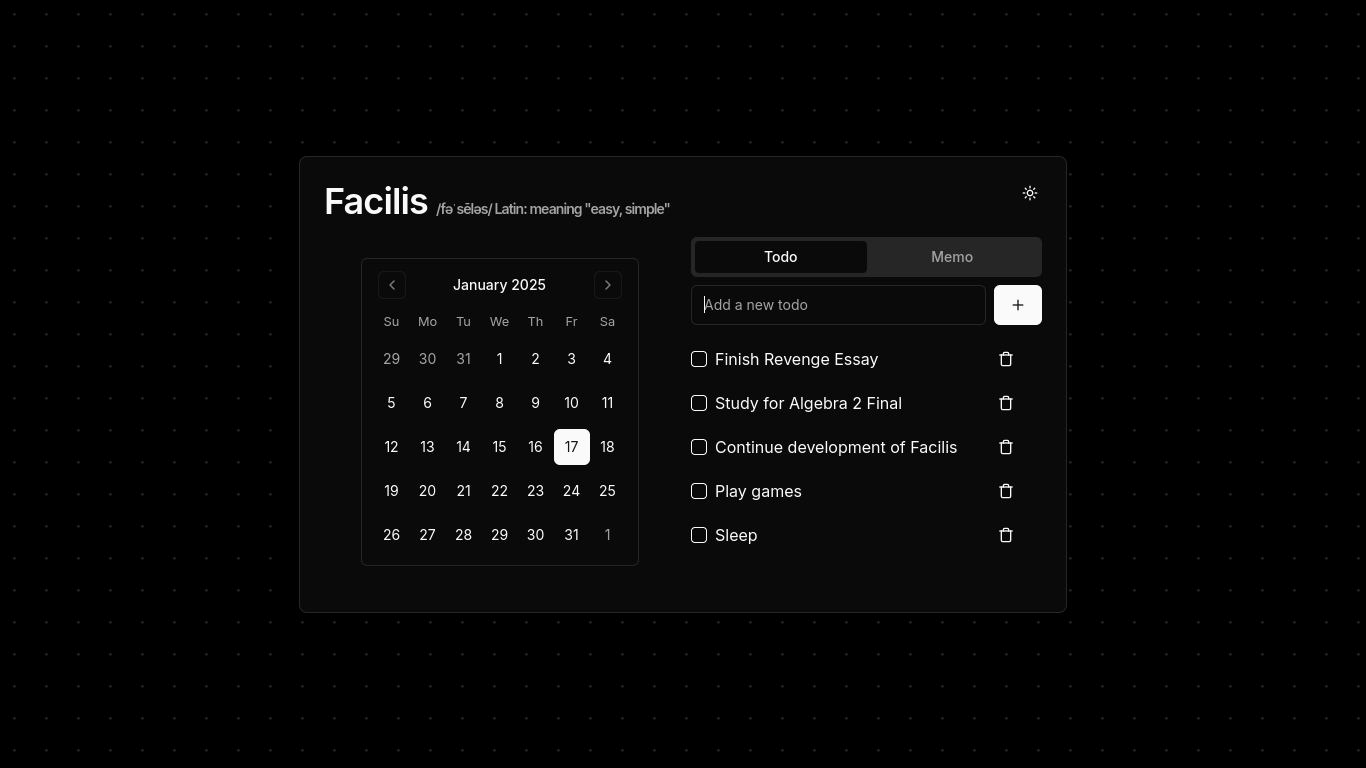 Facilis /fəˈsēləs/ Latin: meaning "easy, simple"
January 2025
Su Mo Tu We Th Fr Sa
29 30 31 1 2 3 4
5 6 7 8 9 10 11
12 13 14 15 16 17 18
19 20 21 22 23 24 25
26 27 28 29 30 31 1
Todo Memo
Add a new todo
Finish Revenge Essay
Study for Algebra 2 Final
Continue development of Facilis
Play games
Sleep